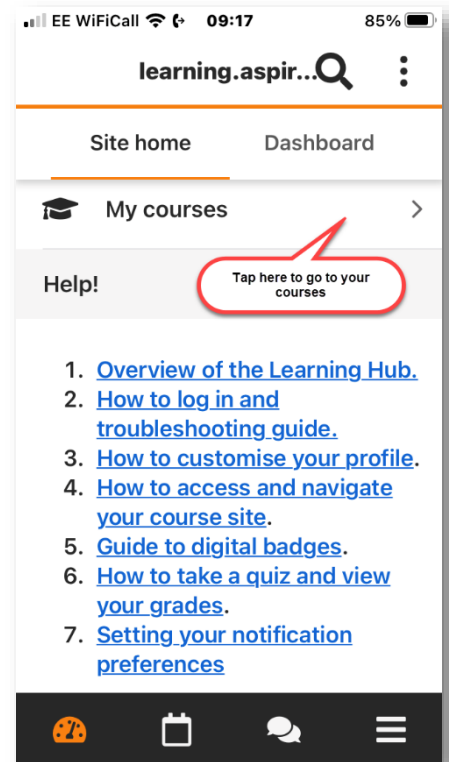 EE WiFiCall 09:17 85%
learning.aspir...
Site home Dashboard
My courses
Tap here to go to your
courses
Help!
1. Overview of the Learning Hub.
2. How to log in and
troubleshooting guide.
3. How to customise your profile.
4. How to access and navigate
your course site.
5. Guide to digital badges.
6. How to take a quiz and view
your grades.
7. Setting your notification
preferences